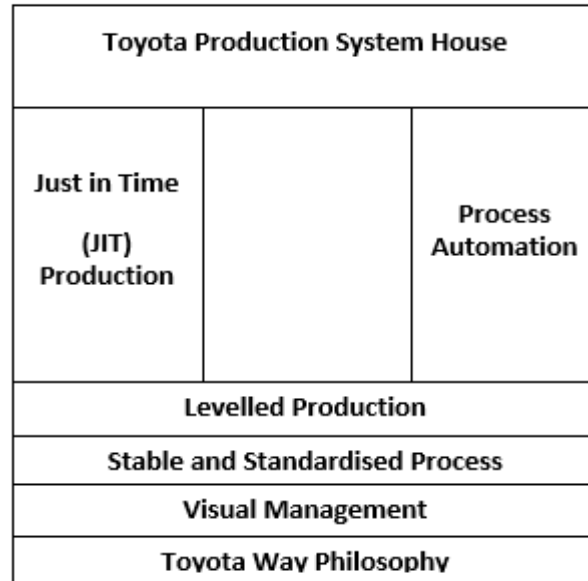 Toyota Production System House
Just in Time
(JIT)
Production
Process
Automation
Levelled Production
Stable and Standardised Process
Visual Management
Toyota Way Philosophy